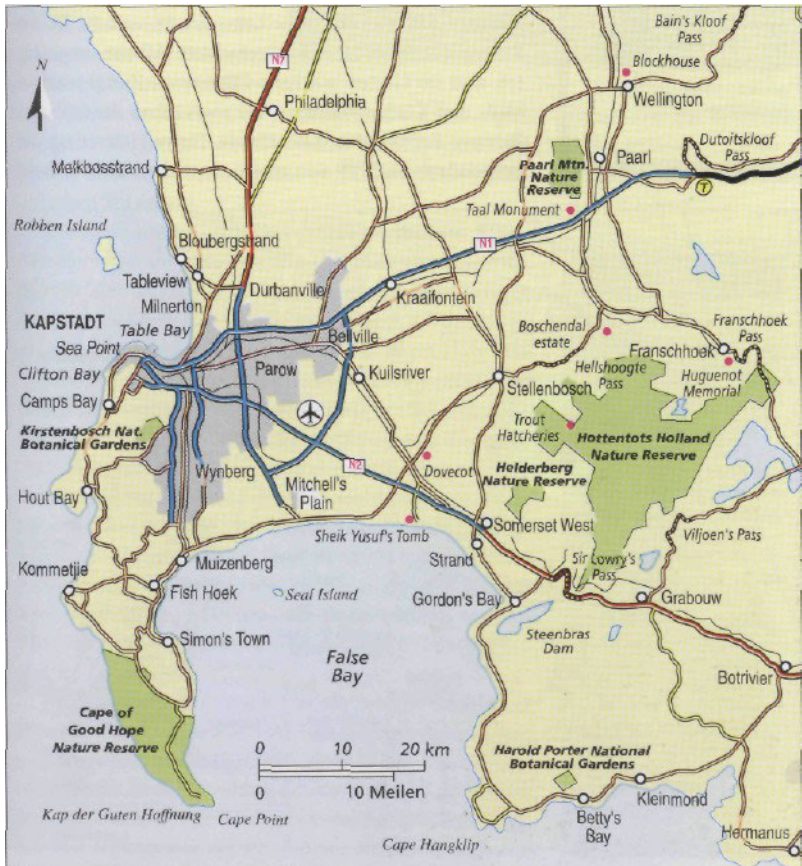 Bain's Kloof
Pass
N7
Blockhouse
N
Philadelphia
Wellington
Dutoitskloof
Pass
Melkbosstrand
Paarl Mtn.
Nature
Reserve
Paarl
T
Taal Monument
Robben Island
Bloubergstrand
N1
Tableview
Durbanville
Kraaifontein
Milnerton
KAPSTADT
Table Bay
Sea Point
Bellville
Boschendal
estate
Franschhoek
Pass
Franschhoek
Clifton Bay
Parow
Kuilsriver
Hellshoogte
Pass
Huguenot
Memorial
Camps Bay
Stellenbosch
Kirstenbosch Nat.
Botanical Gardens
Trout
Hatcheries
Hottentots Holland
Nature Reserve
N2
Dovecot
Helderberg
Nature Reserve
Wynberg
Mitchell's
Plain
Hout Bay
Sheik Yusuf's Tomb
Somerset West
Viljoen's Pass
Muizenberg
Strand
Sir Lowry's
Pass
Kommetjie
Fish Hoek
Seal Island
Gordon's Bay
Grabouw
Simon's Town
Steenbras
Dam
False
Bay
Botrivier
Cape of
Good Hope
Nature Reserve
0 10 20 km
0 10 Meilen
Harold Porter National
Botanical Gardens
Kleinmond
Kap der Guten Hoffnung
Cape Point
Betty's
Bay
Cape Hangklip
Hermanus